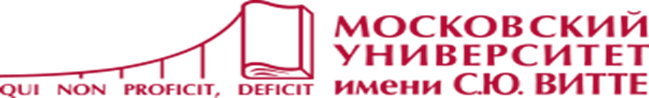 QUI NON PROFICIT, DEFICIT
МОСКОВСКИЙ
УНИВЕРСИТЕТ
имени С.Ю. ВИТТЕ